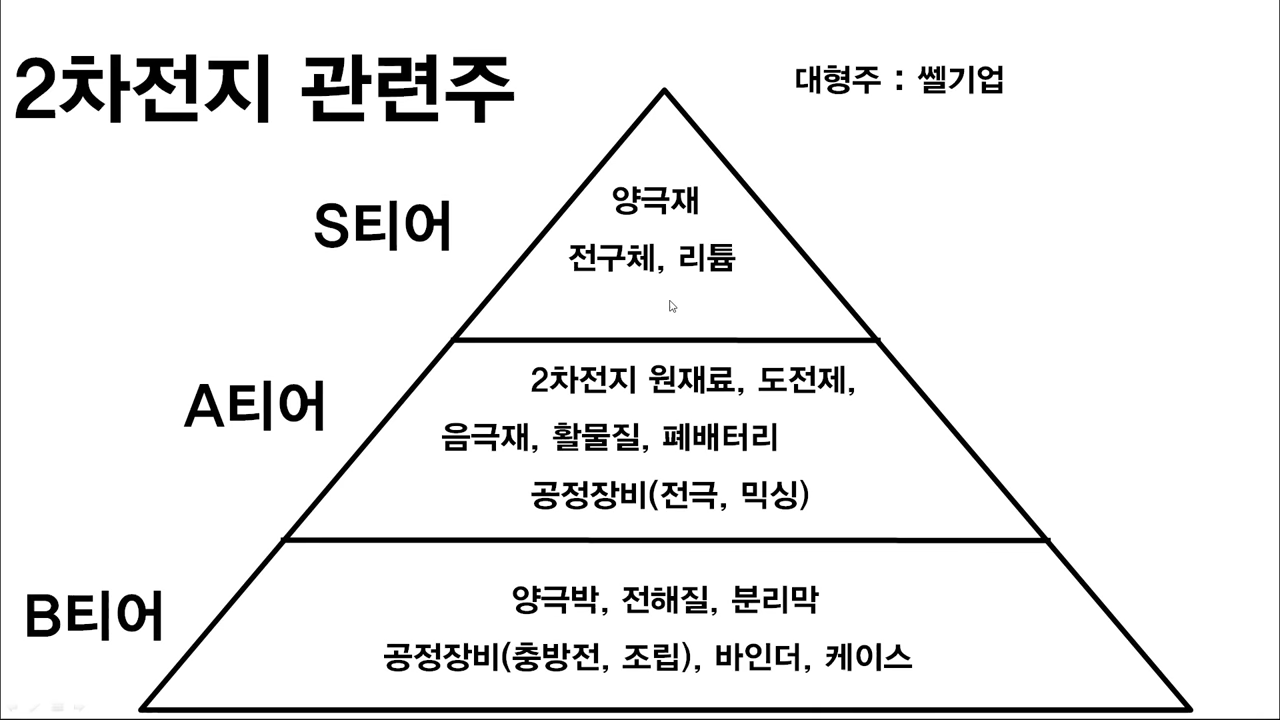 2차전지 관련주
대형주 : 쎌기업
S티어
양극재
전구체, 리튬
A티어
2차전지 원재료, 도전제,
음극재, 활물질, 폐배터리
공정장비(전극, 믹싱)
B티어
양극박, 전해질, 분리막
공정장비(충방전, 조립), 바인더, 케이스